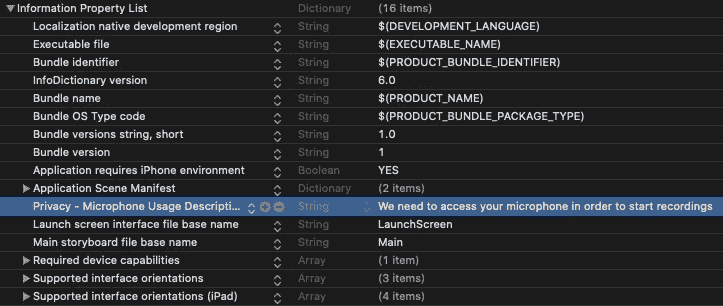 Information Property List Dictionary (16 items)
Localization native development region String $(DEVELOPMENT_LANGUAGE)
Executable file String $(EXECUTABLE_NAME)
Bundle identifier String $(PRODUCT_BUNDLE_IDENTIFIER)
InfoDictionary version String 6.0
Bundle name String $(PRODUCT_NAME)
Bundle OS Type code String $(PRODUCT_BUNDLE_PACKAGE_TYPE)
Bundle versions string, short String 1.0
Bundle version String 1
Application requires iPhone environment Boolean YES
Application Scene Manifest Dictionary (2 items)
Privacy - Microphone Usage Descripti... String We need to access your microphone in order to start recordings
Launch screen interface file base name String LaunchScreen
Main storyboard file base name String Main
Required device capabilities Array (1 item)
Supported interface orientations Array (3 items)
Supported interface orientations (iPad) Array (4 items)